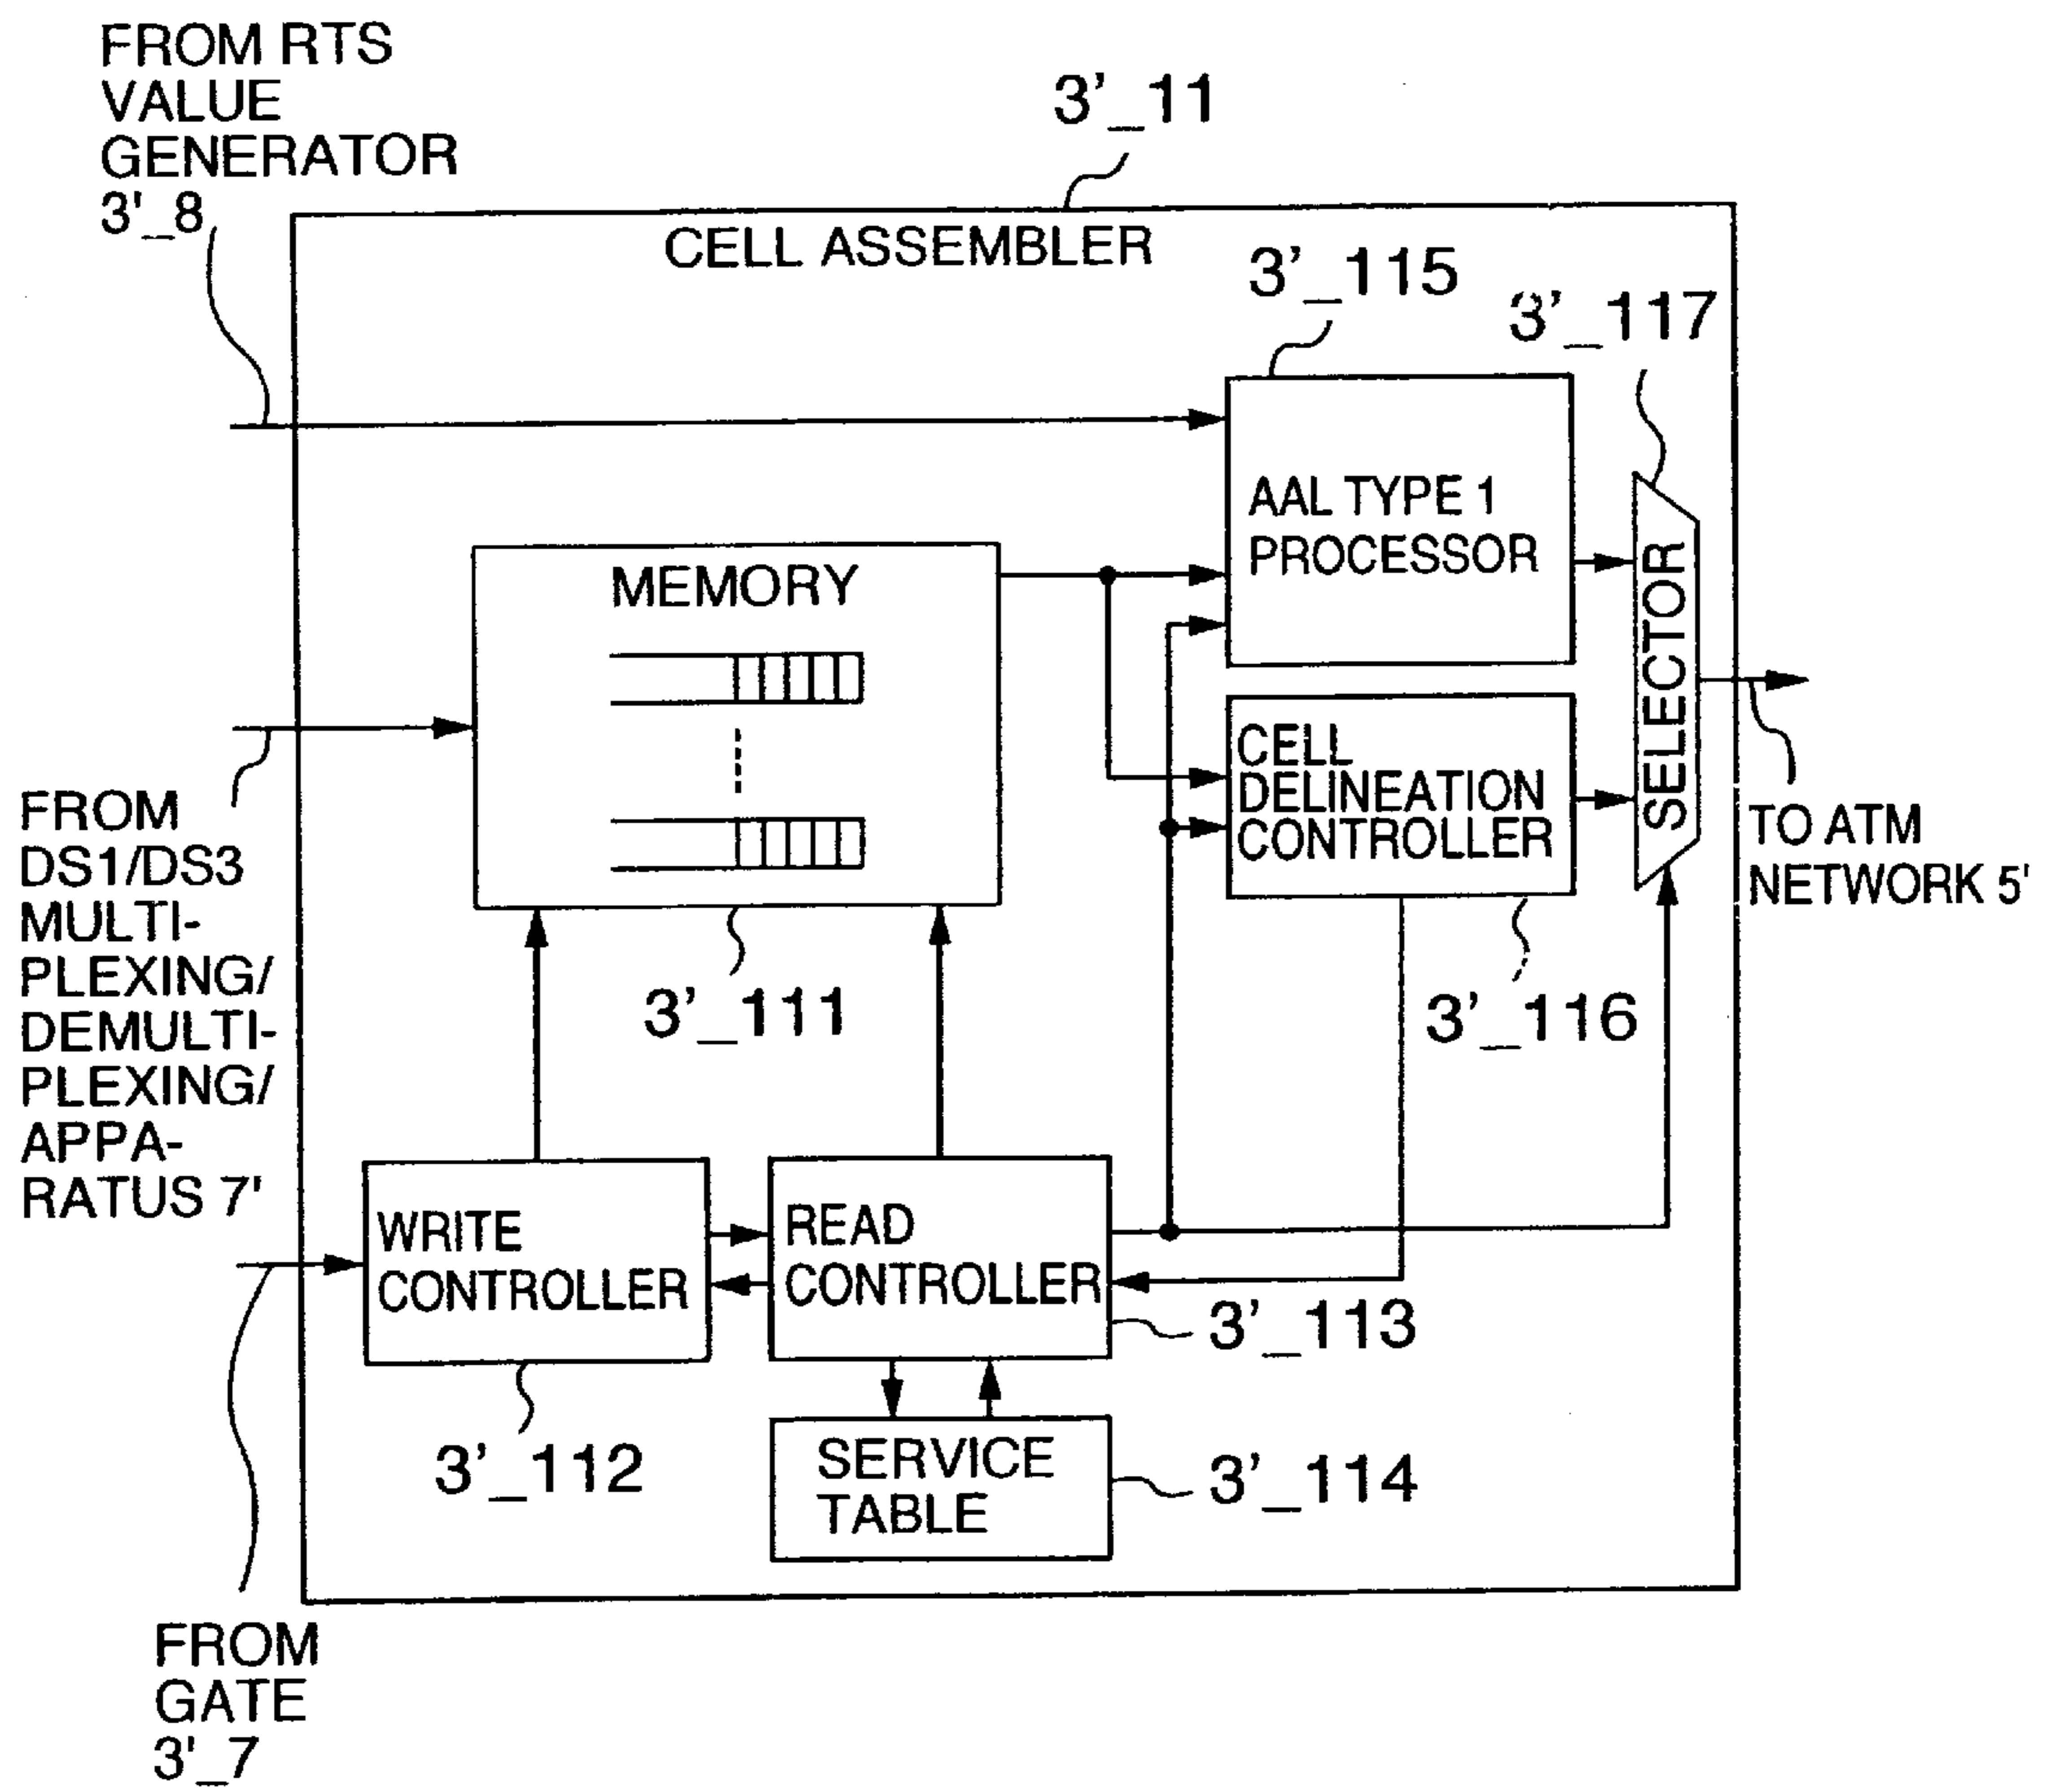 FROM RTS
VALUE
GENERATOR
3'_8
3'_11
CELL ASSEMBLER
3'_115
3'_117
AAL TYPE 1
PROCESSOR
MEMORY
SELECTOR
CELL
DELINEATION
CONTROLLER
FROM
DS1/DS3
MULTI-
PLEXING/
DEMULTI-
PLEXING/
APPA-
RATUS 7'
TO ATM
NETWORK 5'
3'_111
3'_116
WRITE
CONTROLLER
READ
CONTROLLER
3'_113
3'_112
SERVICE
TABLE
3'_114
FROM
GATE
3'_7